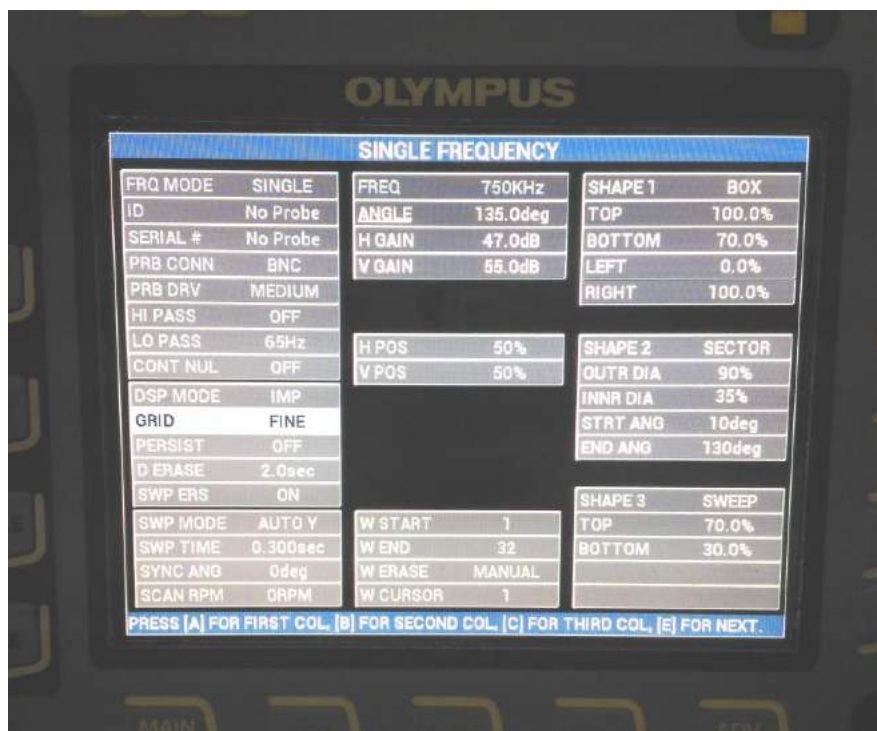 OLYMPUS
SINGLE FREQUENCY
FRQ MODE SINGLE
ID No Probe
SERIAL # No Probe
PRB CONN BNC
PRB DRV MEDIUM
HI PASS OFF
LO PASS 65Hz
CONT NUL OFF
DSP MODE IMP
GRID FINE
PERSIST OFF
D ERASE 2.0sec
SWP ERS ON
SWP MODE AUTO Y
SWP TIME 0.300sec
SYNC ANG 0deg
SCAN RPM 0RPM
FREQ 750KHz
ANGLE 135.0deg
H GAIN 47.0dB
V GAIN 55.0dB
H POS 50%
V POS 50%
W START 1
W END 32
W ERASE MANUAL
W CURSOR 1
SHAPE 1 BOX
TOP 100.0%
BOTTOM 70.0%
LEFT 0.0%
RIGHT 100.0%
SHAPE 2 SECTOR
OUTR DIA 90%
INNR DIA 35%
STRT ANG 10deg
END ANG 130deg
SHAPE 3 SWEEP
TOP 70.0%
BOTTOM 30.0%
PRESS [A] FOR FIRST COL, [B] FOR SECOND COL, [C] FOR THIRD COL, [E] FOR NEXT.
MAIN